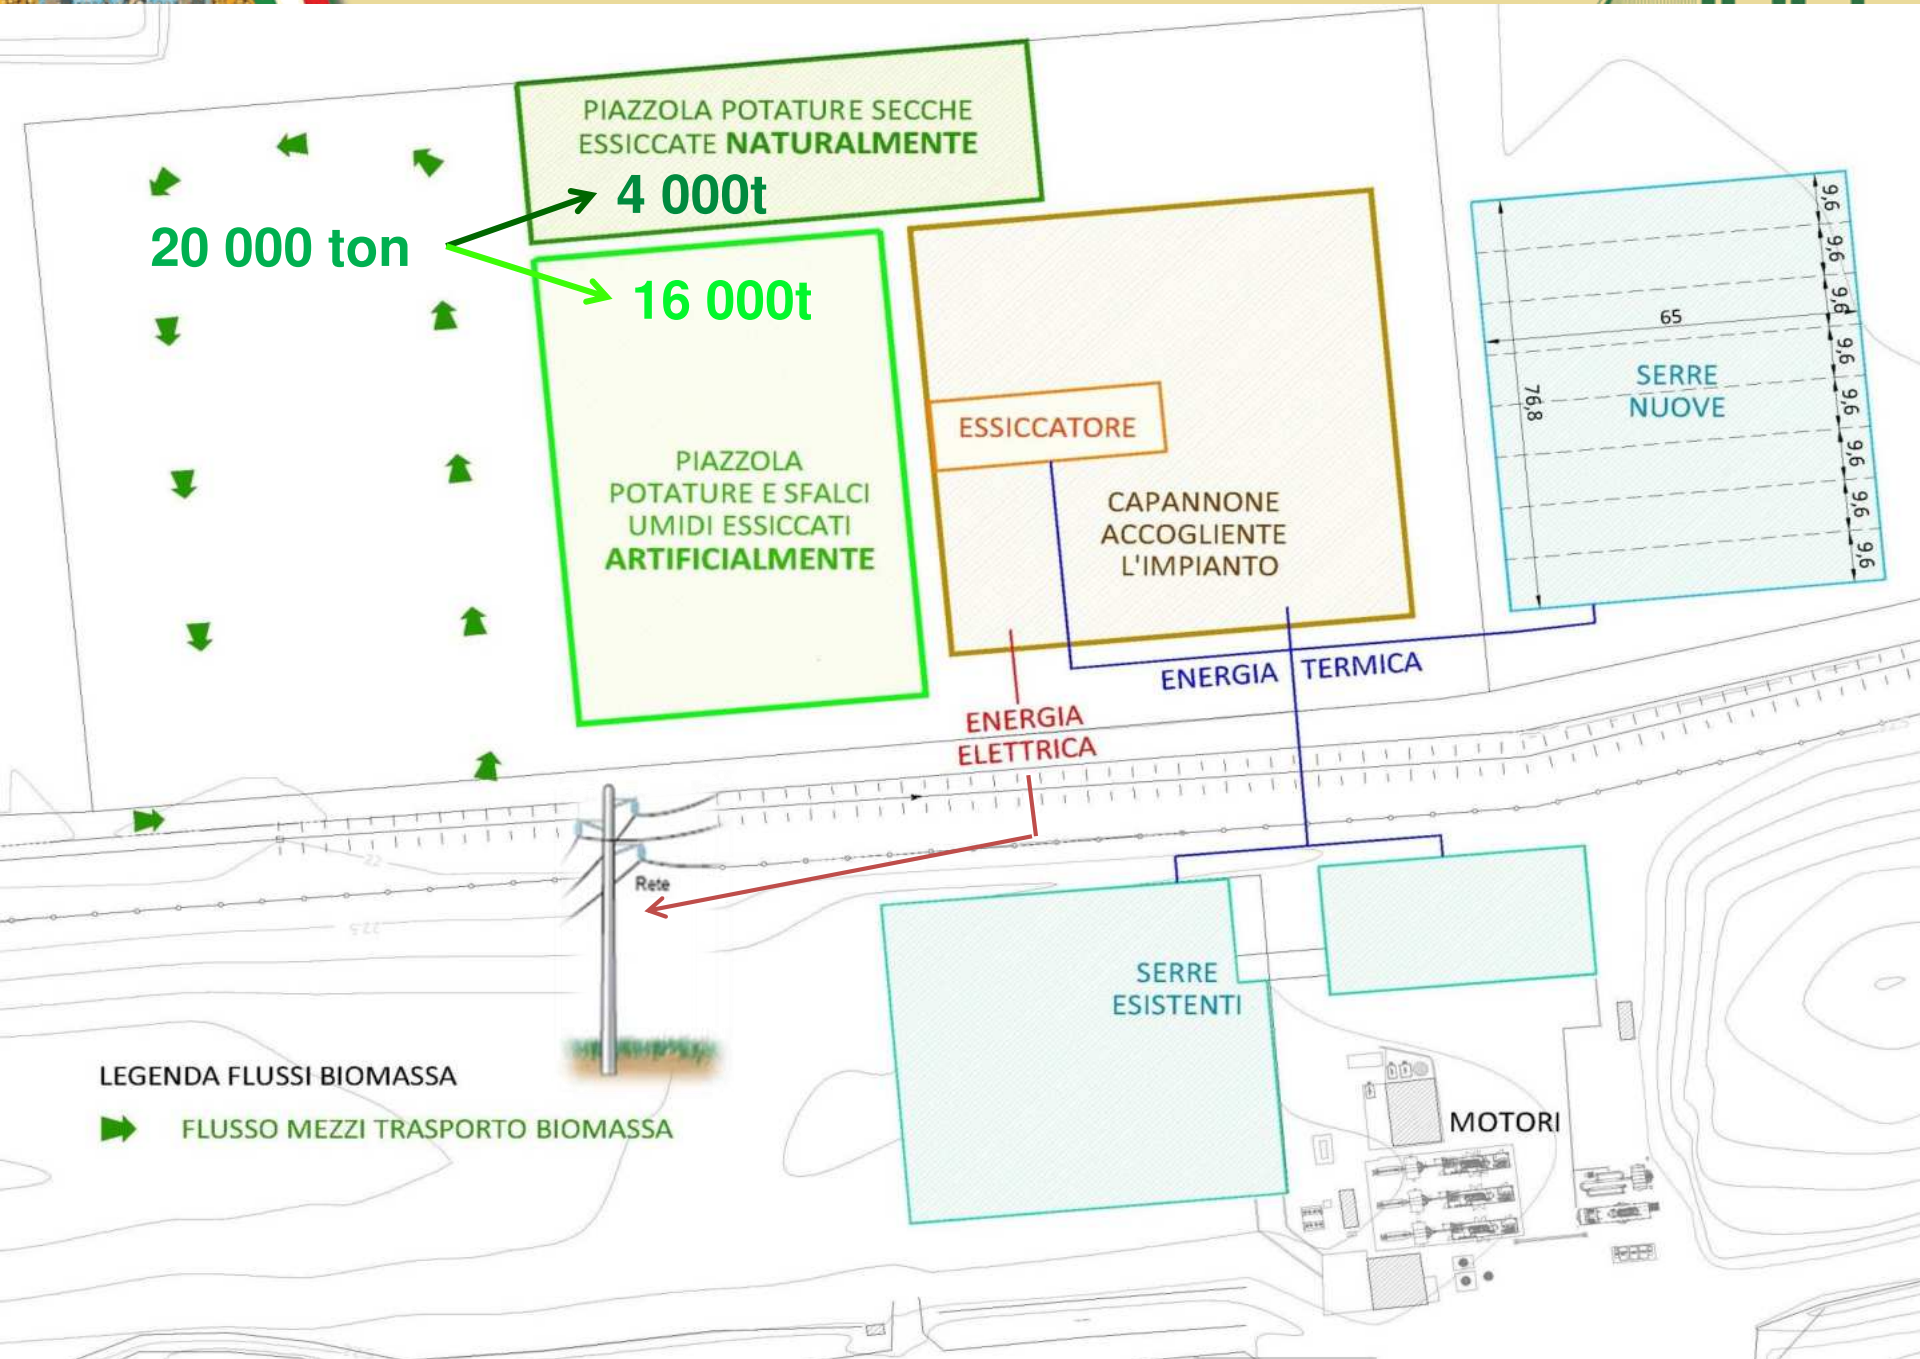 PIAZZOLA POTATURE SECCHE
ESSICCATE NATURALMENTE
4 000t
20 000 ton
16 000t
PIAZZOLA
POTATURE E SFALCI
UMIDI ESSICCATI
ARTIFICIALMENTE
ESSICCATORE
CAPANNONE
ACCOGLIENTE
L'IMPIANTO
SERRE
NUOVE
65
76,8
9,6
9,6
9,6
9,6
9,6
9,6
9,6
9,6
ENERGIA TERMICA
ENERGIA
ELETTRICA
Rete
22
22.5
SERRE
ESISTENTI
MOTORI
LEGENDA FLUSSI BIOMASSA
FLUSSO MEZZI TRASPORTO BIOMASSA